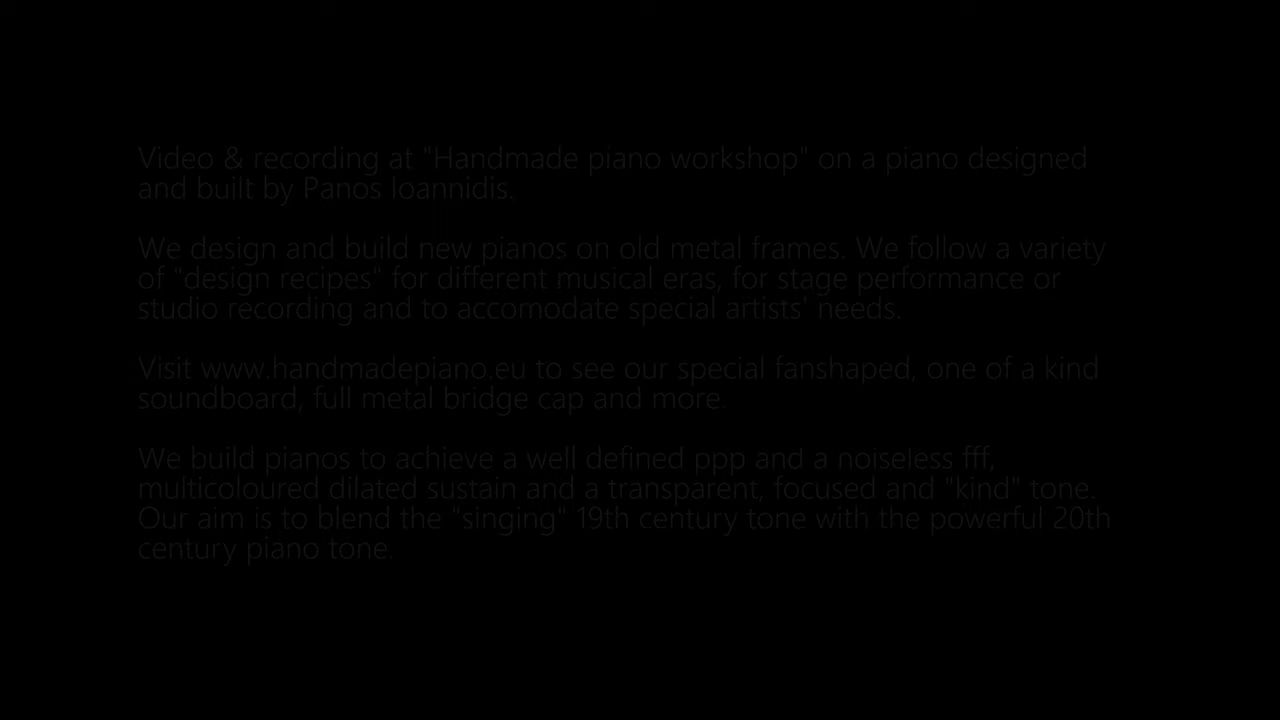 Video & recording at "Handmade piano workshop" on a piano designed
and built by Panos Ioannidis.
We design and build new pianos on old metal frames. We follow a variety
of "design recipes" for different musical eras, for stage performance or
studio recording and to accomodate special artists' needs.
Visit www.handmadepiano.eu to see our special fanshaped, one of a kind
soundboard, full metal bridge cap and more.
We build pianos to achieve a well defined ppp and a noiseless fff,
multicoloured dilated sustain and a transparent, focused and "kind" tone.
Our aim is to blend the "singing" 19th century tone with the powerful 20th
century piano tone.